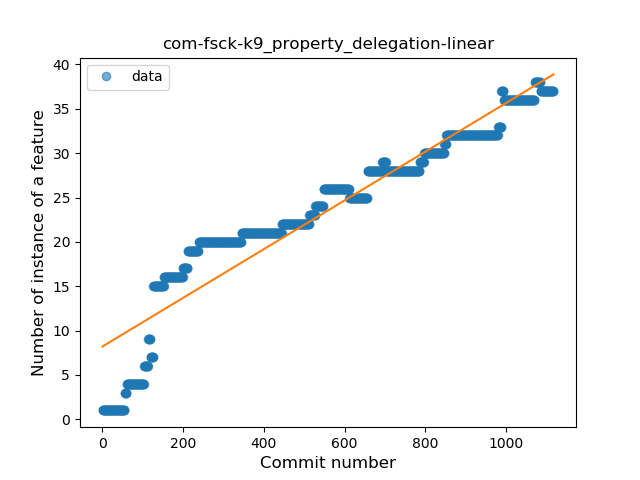 com-fsck-k9_property_delegation-linear
data
Number of instance of a feature
40
35
30
25
20
15
10
5
0
0 200 400 600 800 1000
Commit number